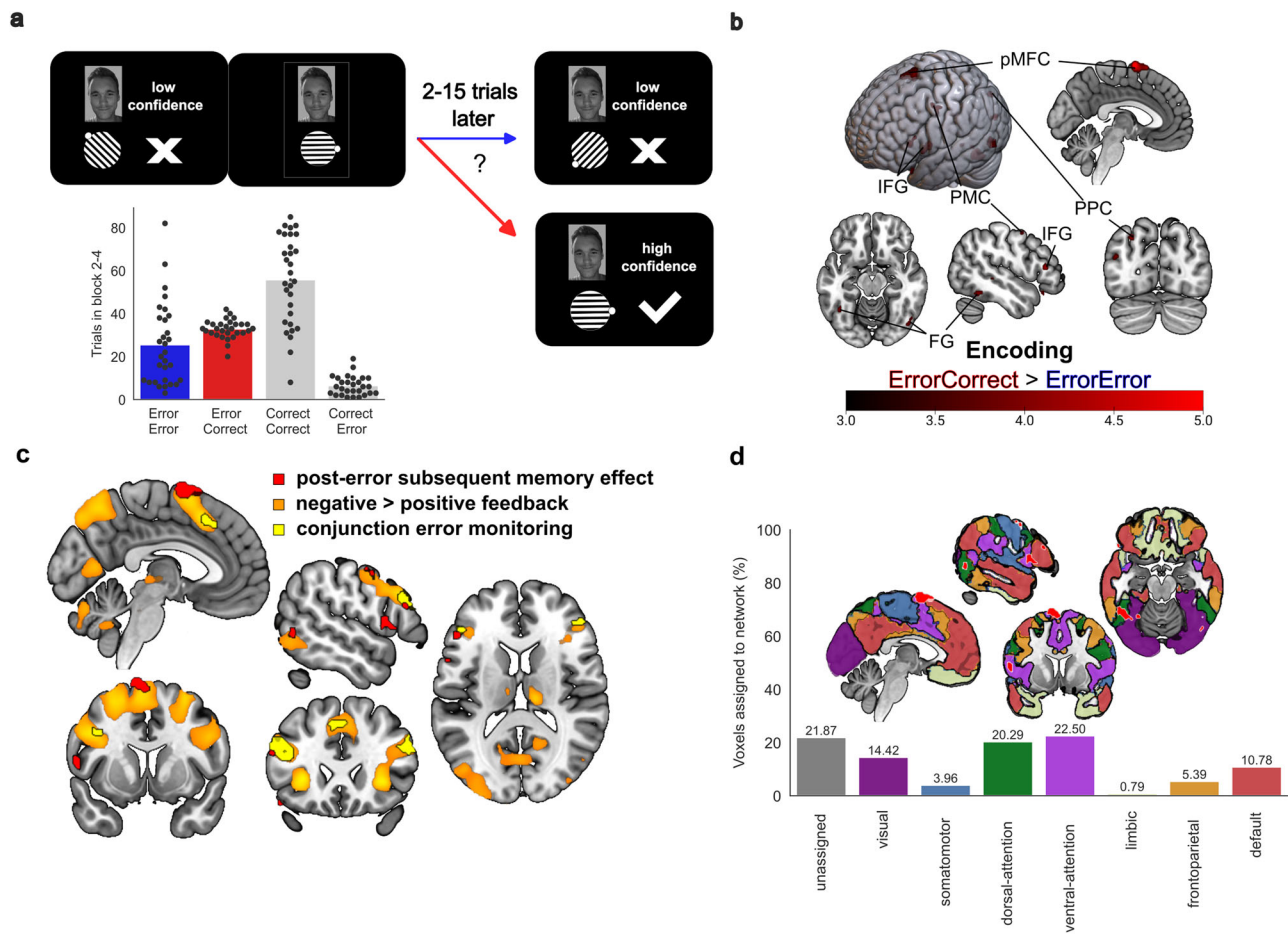 a
low
confidence
2-15 trials
later
?
low
confidence
high
confidence
Trials in block 2-4
80
60
40
20
0
Error
Error
Error
Correct
Correct
Correct
Correct
Error
b
pMFC
IFG
PMC
PPC
IFG
FG
Encoding
ErrorCorrect > ErrorError
3.0 3.5 4.0 4.5 5.0
c
post-error subsequent memory effect
negative > positive feedback
conjunction error monitoring
d
Voxels assigned to network (%)
100
80
60
40
20
0
21.87
14.42
3.96
20.29
22.50
0.79
5.39
10.78
unassigned
visual
somatomotor
dorsal-attention
ventral-attention
limbic
frontoparietal
default